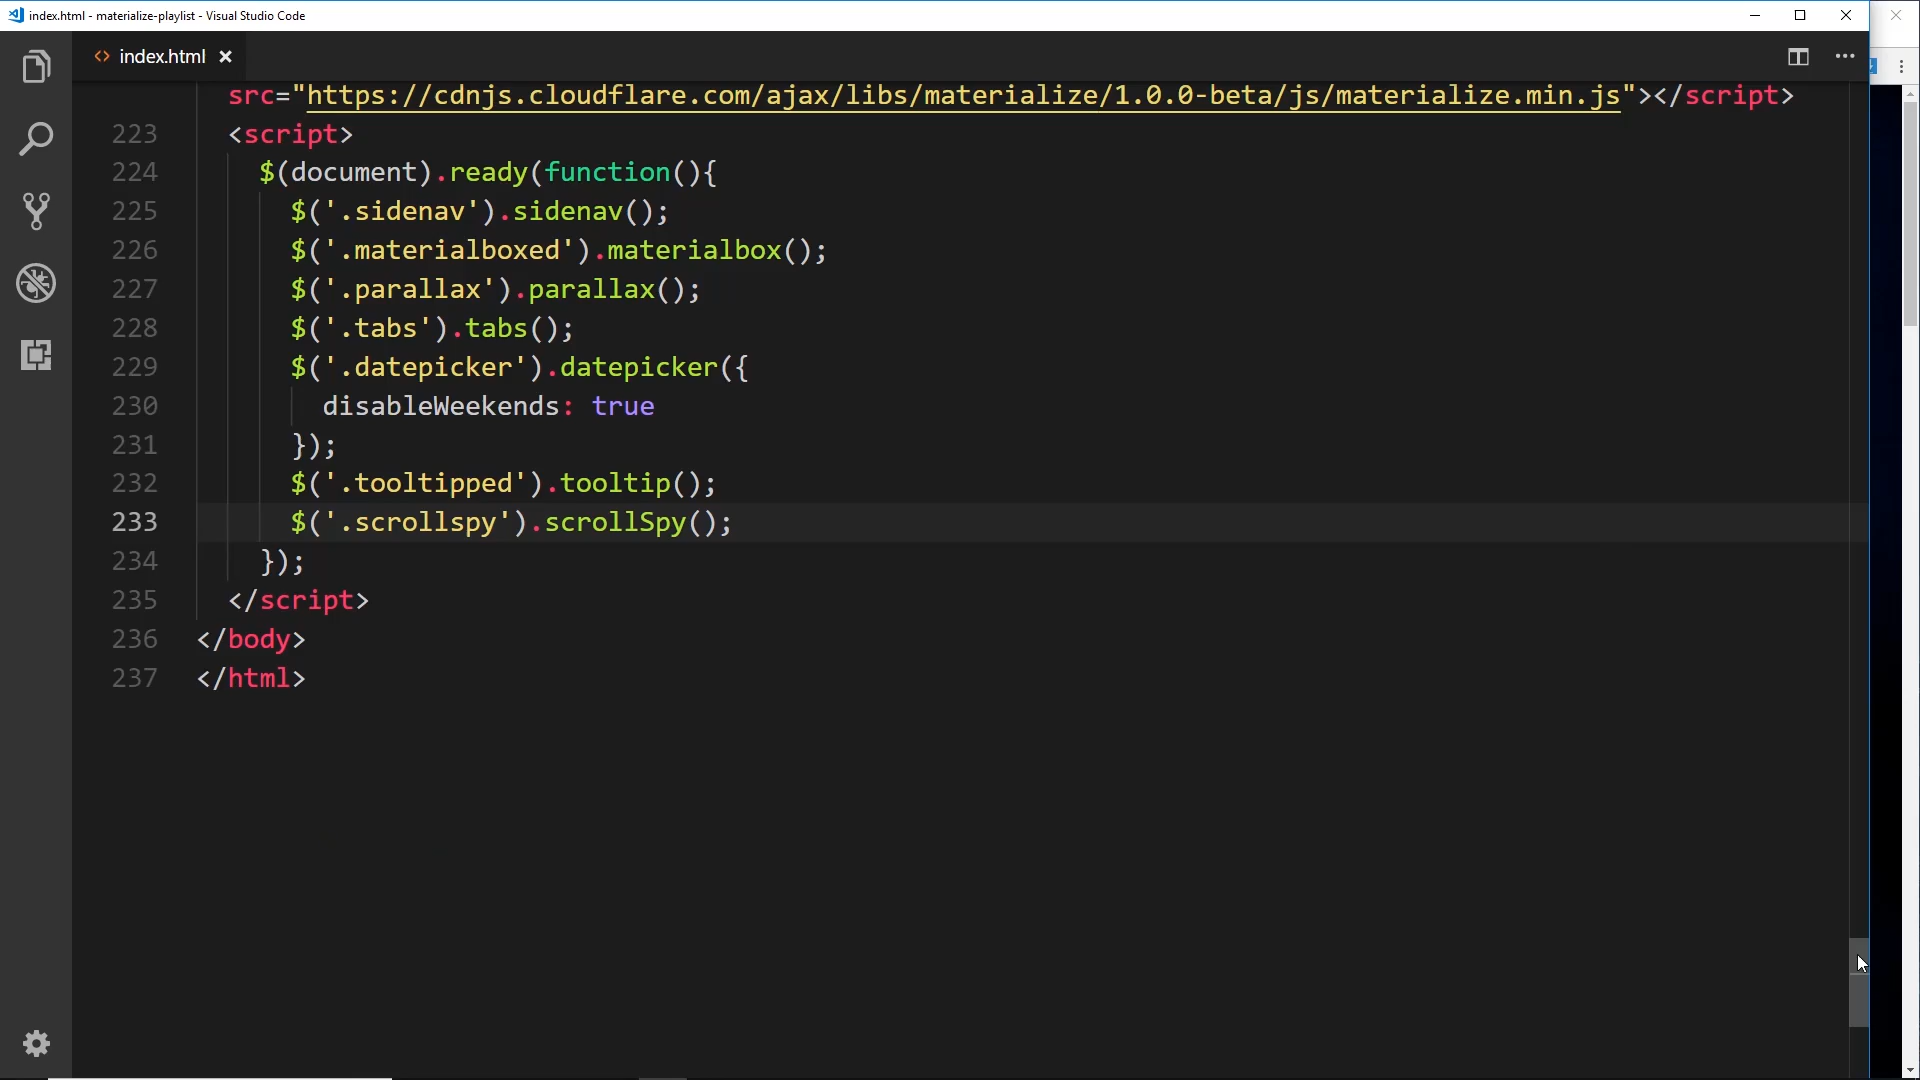 index.html - materialize-playlist - Visual Studio Code
<> index.html
src="https://cdnjs.cloudflare.com/ajax/libs/materialize/1.0.0-beta/js/materialize.min.js"></script>
223 <script>
224 $(document).ready(function(){
225 $('.sidenav').sidenav();
226 $('.materialboxed').materialbox();
227 $('.parallax').parallax();
228 $('.tabs').tabs();
229 $('.datepicker').datepicker({
230 disableWeekends: true
231 });
232 $('.tooltipped').tooltip();
233 $('.scrollspy').scrollSpy();
234 });
235 </script>
236 </body>
237 </html>